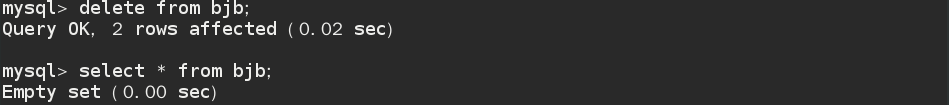 mysql> delete from bjb;
Query OK, 2 rows affected (0.02 sec)
mysql> select * from bjb;
Empty set (0.00 sec)